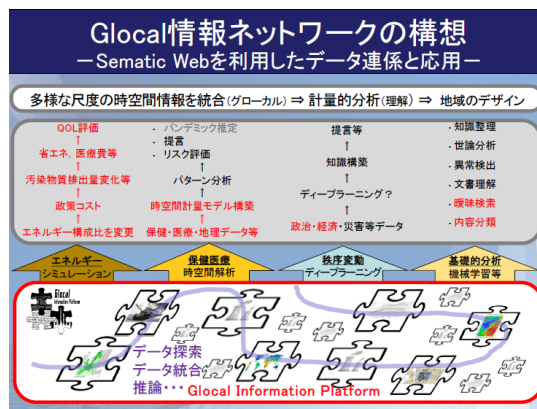 Glocal情報ネットワークの構想
－Sematic Webを利用したデータ連係と応用－
多様な尺度の時空間情報を統合(グローカル) ⇒ 計量的分析(理解) ⇒ 地域のデザイン
QOL評価
↑
省エネ、医療費等
↑
汚染物質排出量変化等
↑
政策コスト
↑
エネルギー構成比を変更
- パンデミック推定
- 提言
- リスク評価
↑
パターン分析
↑
時空間計量モデル構築
↑
保健・医療・地理データ等
提言等
↑
知識構築
↑
ディープラーニング？
↑
政治・経済・災害等データ
- 知識整理
- 世論分析
- 異常検出
- 文書理解
- 曖昧検索
- 内容分類
エネルギー
シミュレーション
保健医療
時空間解析
秩序変動
ディープラーニング
基礎的分析
機械学習等
Glocal
Information Platform
データ探索
データ統合
推論・・・
Glocal Information Platform